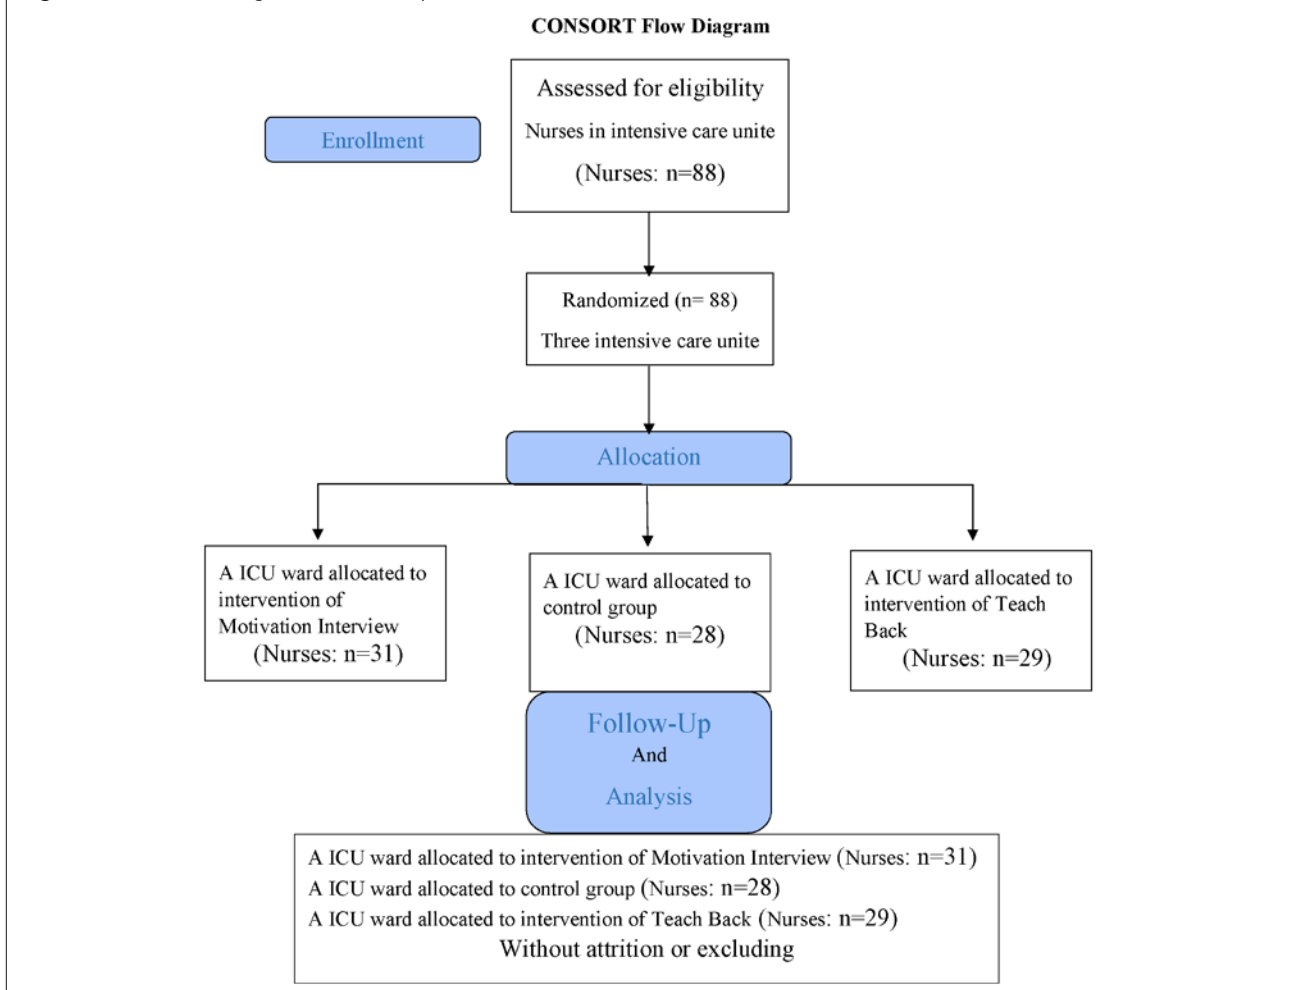 CONSORT Flow Diagram
Assessed for eligibility
Nurses in intensive care unite
(Nurses: n=88)
Enrollment
Randomized (n= 88)
Three intensive care unite
Allocation
A ICU ward allocated to
intervention of
Motivation Interview
(Nurses: n=31)
A ICU ward allocated to
control group
(Nurses: n=28)
A ICU ward allocated to
intervention of Teach
Back
(Nurses: n=29)
Follow-Up
And
Analysis
A ICU ward allocated to intervention of Motivation Interview (Nurses: n=31)
A ICU ward allocated to control group (Nurses: n=28)
A ICU ward allocated to intervention of Teach Back (Nurses: n=29)
Without attrition or excluding